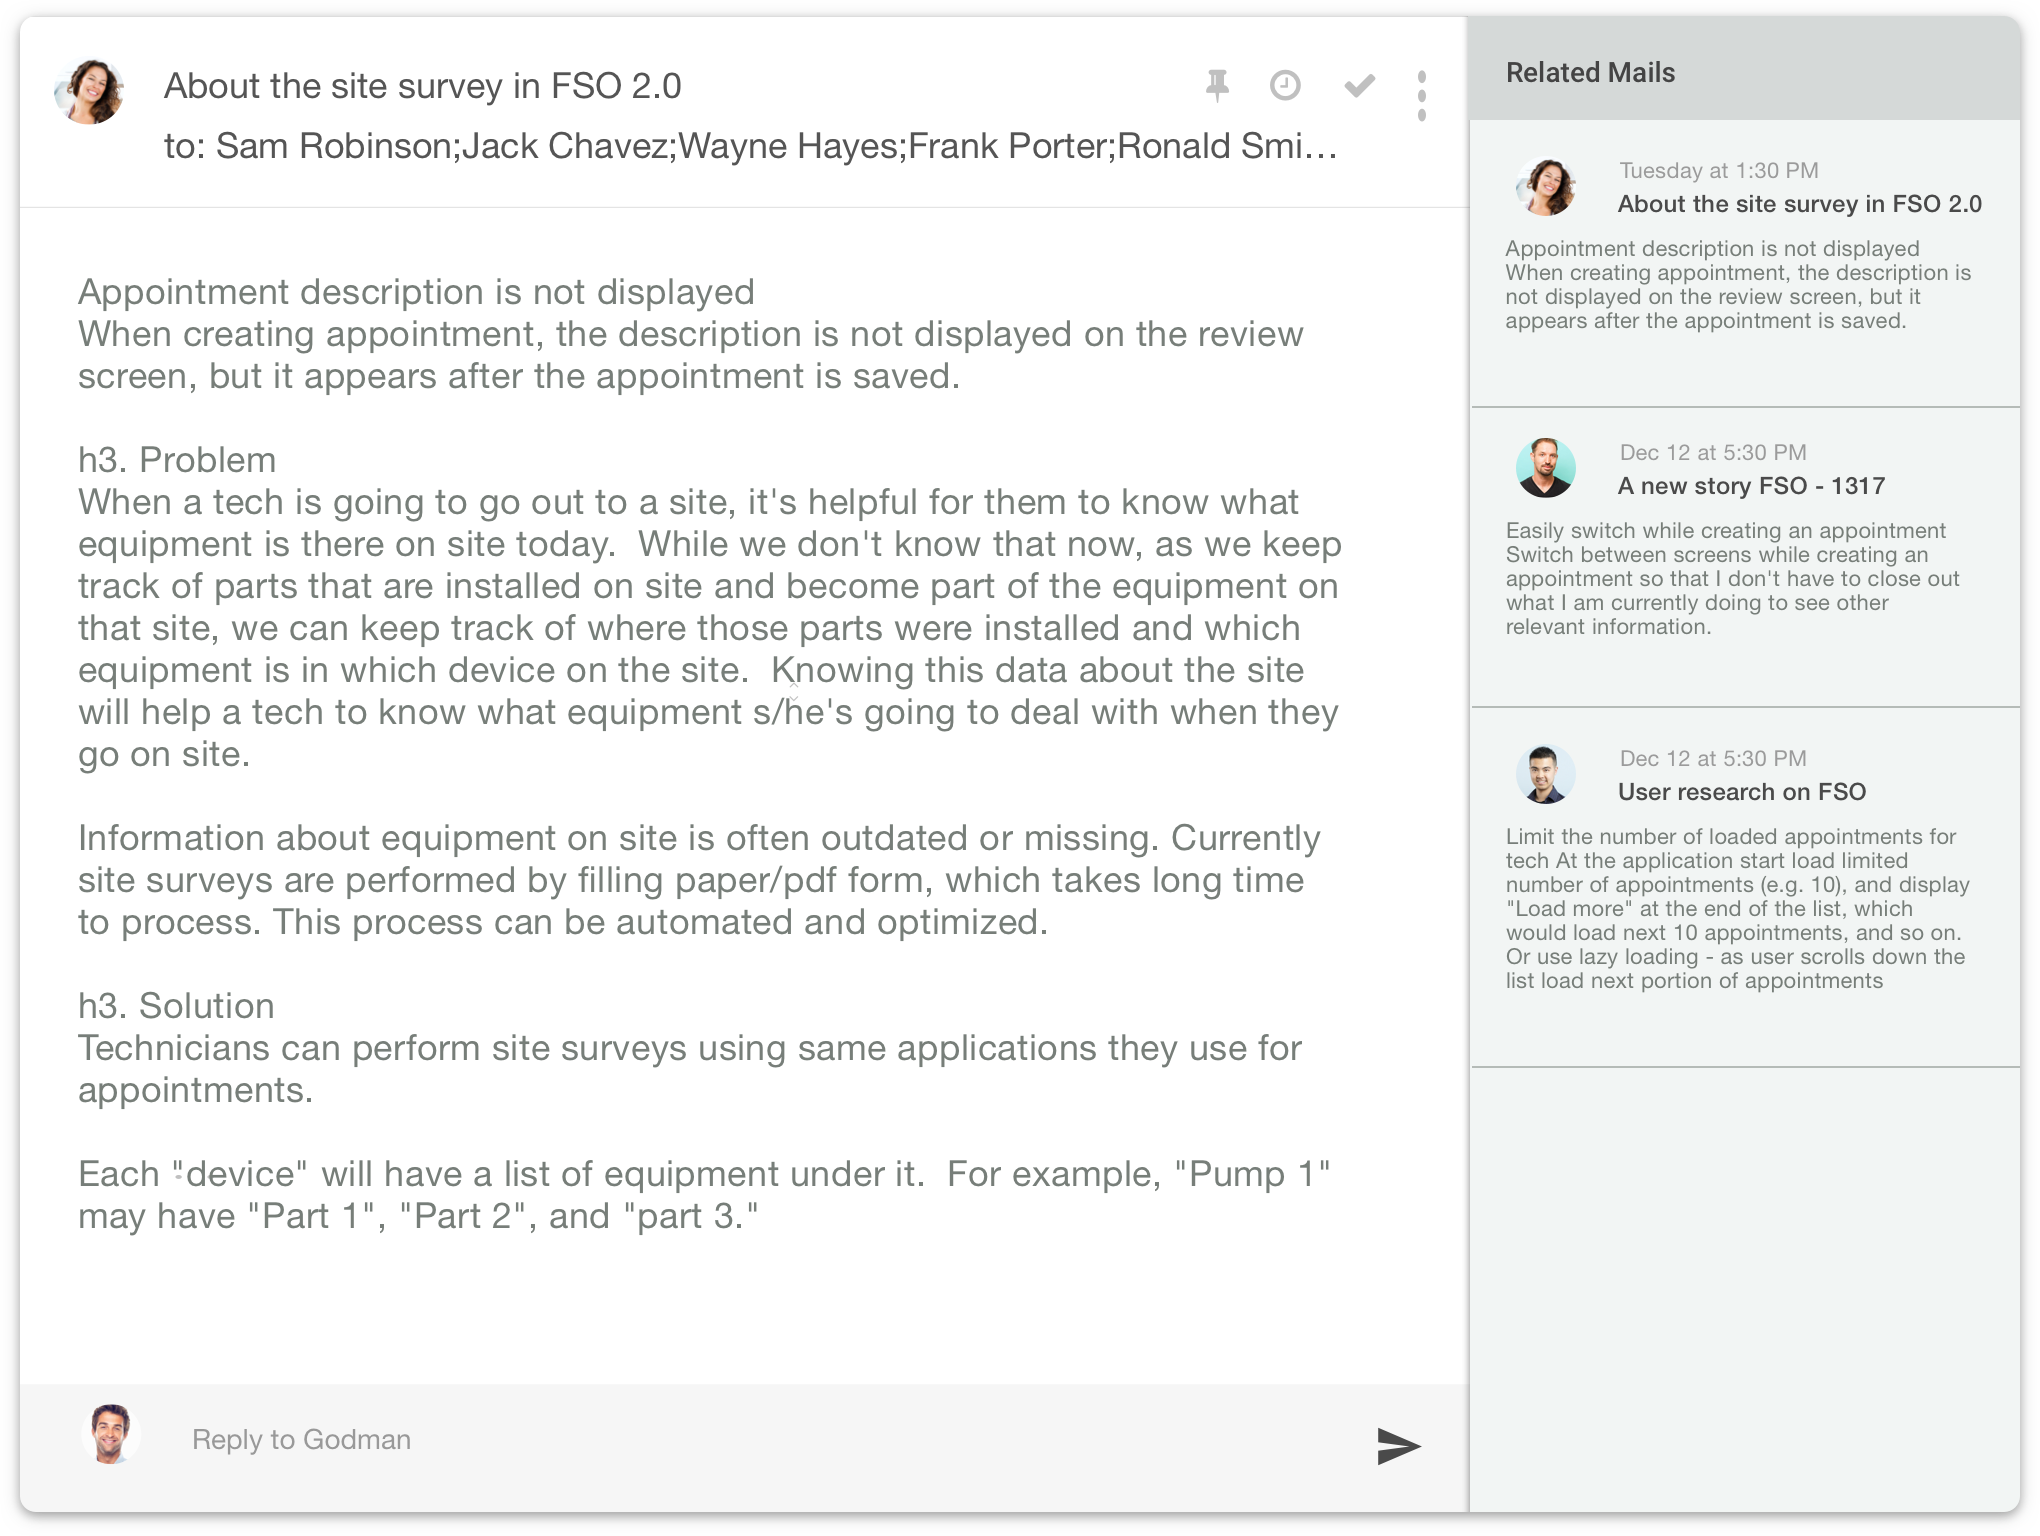 About the site survey in FSO 2.0
to: Sam Robinson;Jack Chavez;Wayne Hayes;Frank Porter;Ronald Smi...
Appointment description is not displayed
When creating appointment, the description is not displayed on the review
screen, but it appears after the appointment is saved.
h3. Problem
When a tech is going to go out to a site, it's helpful for them to know what
equipment is there on site today.  While we don't know that now, as we keep
track of parts that are installed on site and become part of the equipment on
that site, we can keep track of where those parts were installed and which
equipment is in which device on the site.  Knowing this data about the site
will help a tech to know what equipment s/he's going to deal with when they
go on site.
Information about equipment on site is often outdated or missing. Currently
site surveys are performed by filling paper/pdf form, which takes long time
to process. This process can be automated and optimized.
h3. Solution
Technicians can perform site surveys using same applications they use for
appointments.
Each "device" will have a list of equipment under it.  For example, "Pump 1"
may have "Part 1", "Part 2", and "part 3."
Reply to Godman
Related Mails
Tuesday at 1:30 PM
About the site survey in FSO 2.0
Appointment description is not displayed
When creating appointment, the description is
not displayed on the review screen, but it
appears after the appointment is saved.
Dec 12 at 5:30 PM
A new story FSO - 1317
Easily switch while creating an appointment
Switch between screens while creating an
appointment so that I don't have to close out
what I am currently doing to see other
relevant information.
Dec 12 at 5:30 PM
User research on FSO
Limit the number of loaded appointments for
tech At the application start load limited
number of appointments (e.g. 10), and display
"Load more" at the end of the list, which
would load next 10 appointments, and so on.
Or use lazy loading - as user scrolls down the
list load next portion of appointments